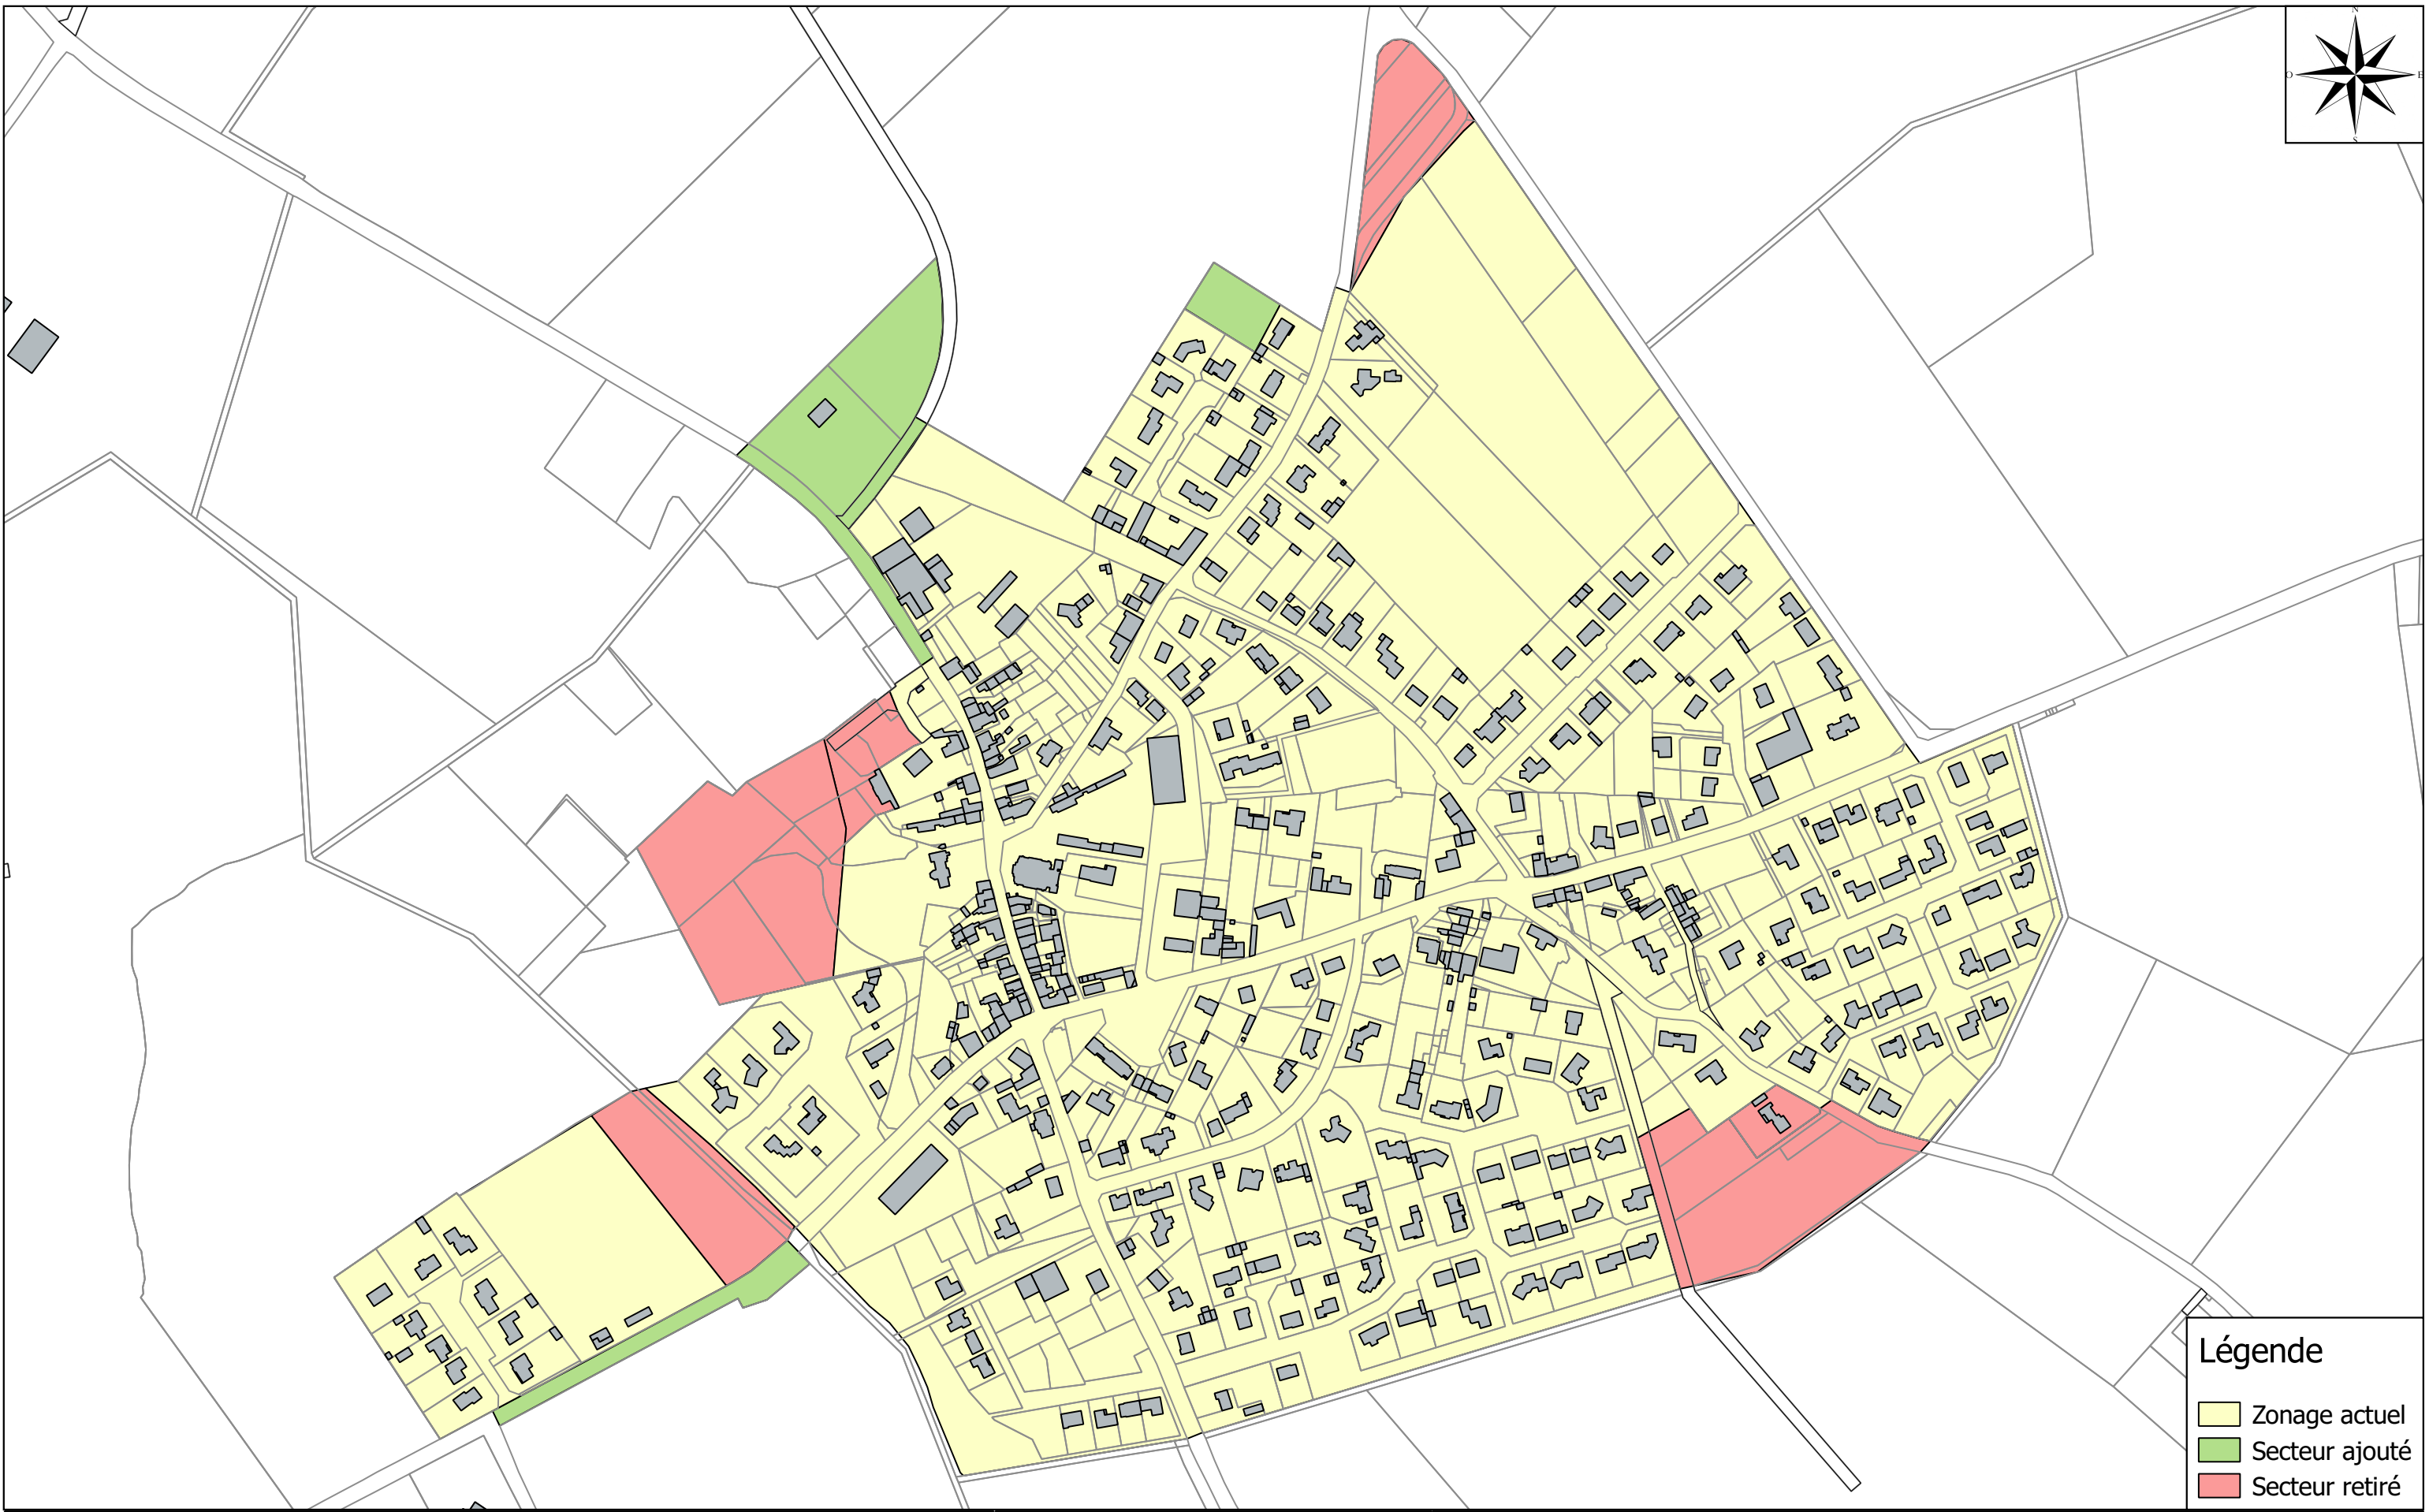 N
O E
S
Légende
Zonage actuel
Secteur ajouté
Secteur retiré